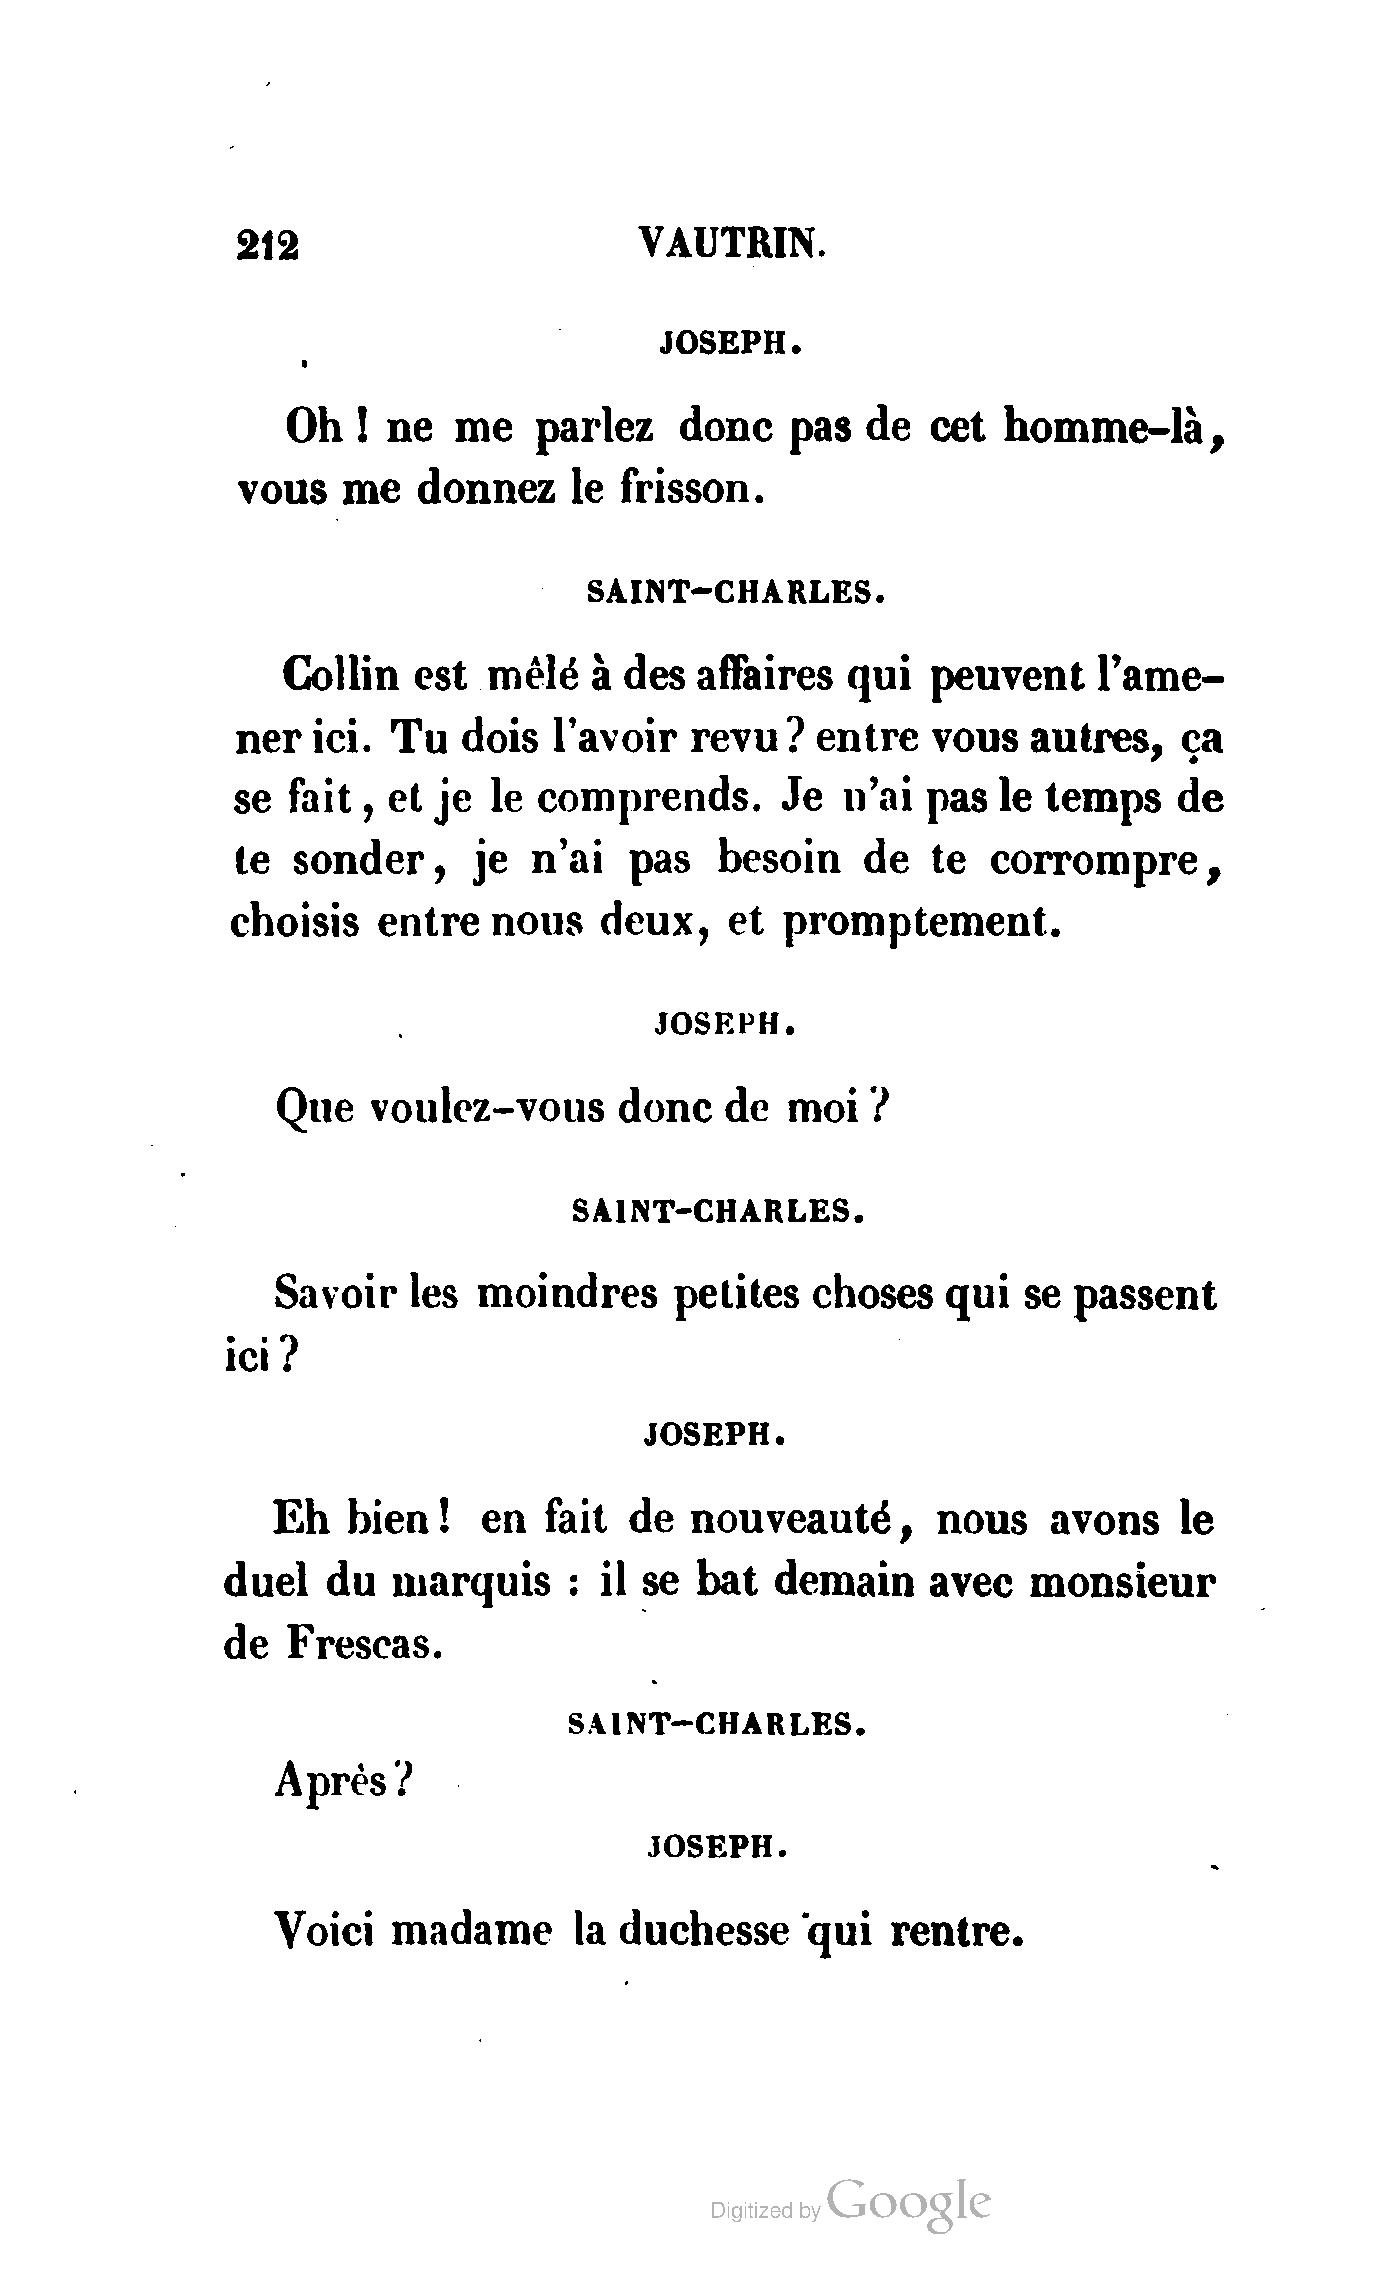 212 VAUTRIN.
JOSEPH.
Oh ! ne me parlez donc pas de cet homme-là,
vous me donnez le frisson.
SAINT-CHARLES.
Collin est mêlé à des affaires qui peuvent l'ame-
ner ici. Tu dois l'avoir revu ? entre vous autres, ça
se fait, et je le comprends. Je n'ai pas le temps de
te sonder, je n'ai pas besoin de te corrompre,
choisis entre nous deux, et promptement.
JOSEPH.
Que voulez-vous donc de moi ?
SAINT-CHARLES.
Savoir les moindres petites choses qui se passent
ici ?
JOSEPH.
Eh bien ! en fait de nouveauté, nous avons le
duel du marquis : il se bat demain avec monsieur
de Frescas.
SAINT-CHARLES.
Après ?
JOSEPH.
Voici madame la duchesse qui rentre.
Digitized by Google